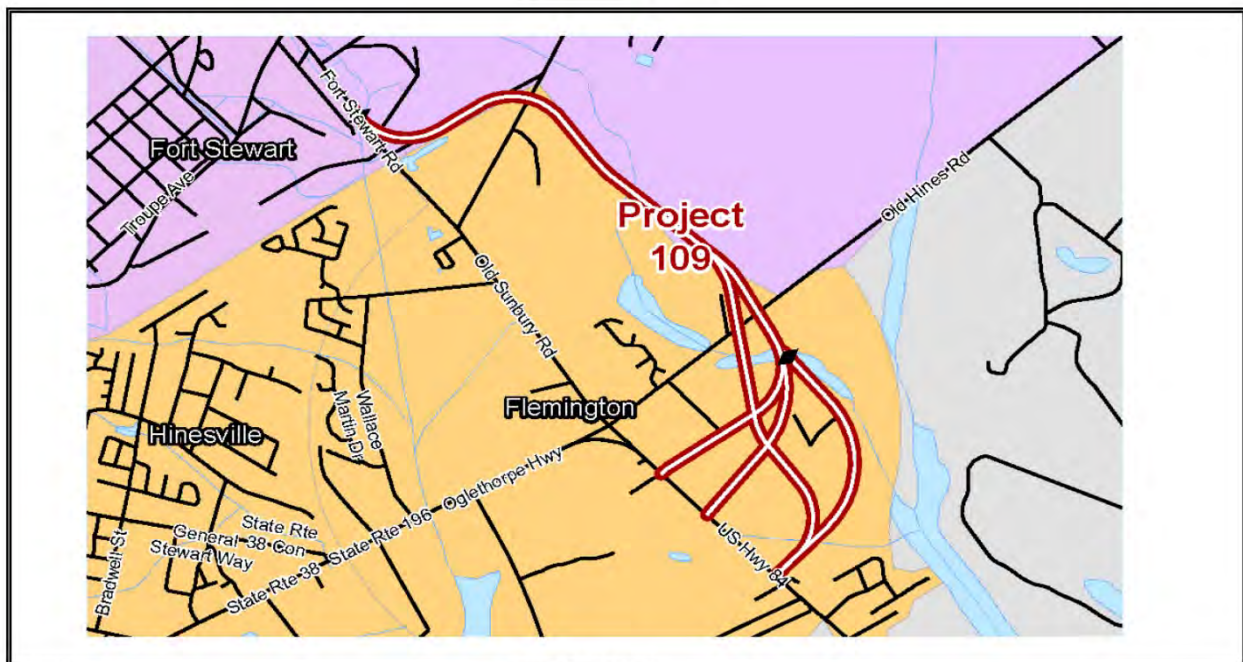 Fort Stewart Rd
Fort Stewart
Troupe Ave
Old Hines Rd
Project
109
Old Sunbury Rd
Wallace
Martin Dr
Flemington
Hinesville
State Rte 196 Oglethorpe Hwy
State Rte
General 38 Con
Stewart Way
State Rte 38
Bradwell St
US Hwy 84